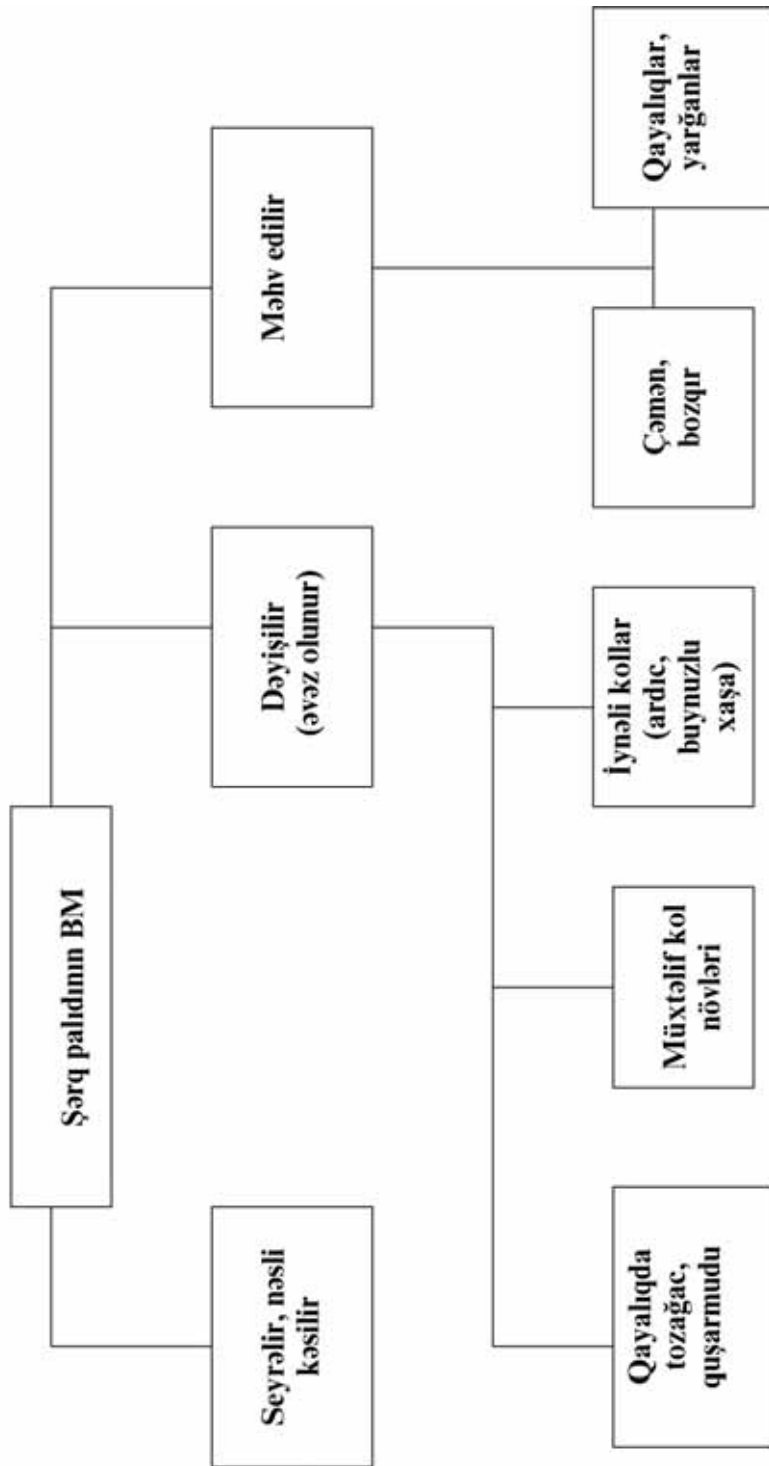 Şərq palıdının BM
Seyrəlir, nəsli
kəsilir
Dəyişilir
(əvəz olunur)
Məhv edilir
Qayalıqda
tozağac,
quşarmudu
Müxtəlif kol
növləri
İynəli kollar
(ardıc,
buynuzlu
xaşa)
Çəmən,
bozqır
Qayalıqlar,
yarğanlar